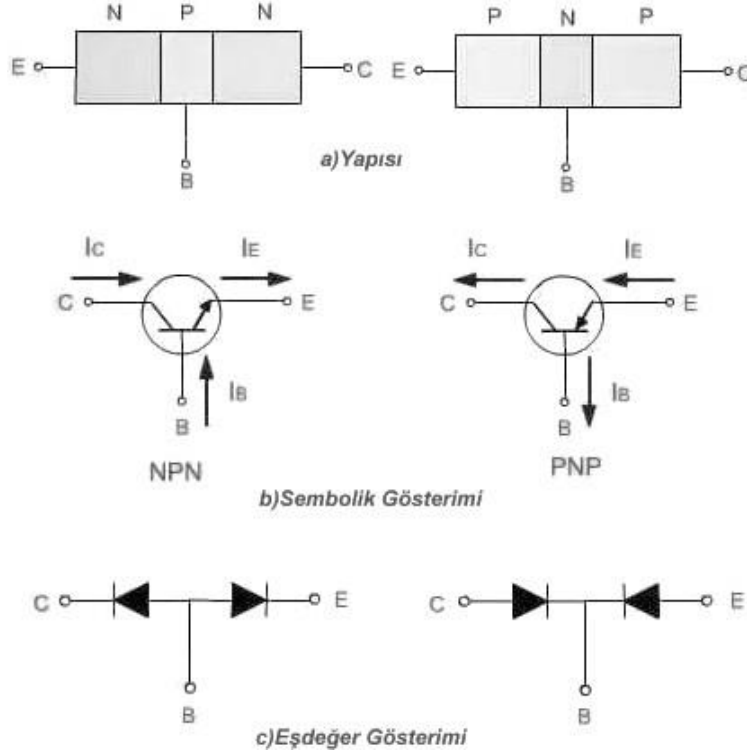 N P N
P N P
E C
E C
B
B
a)Yapısı
IC IE
IC IE
C E
C E
IB
IB
B
B
NPN
PNP
b)Sembolik Gösterimi
C E
C E
B
B
c)Eşdeğer Gösterimi